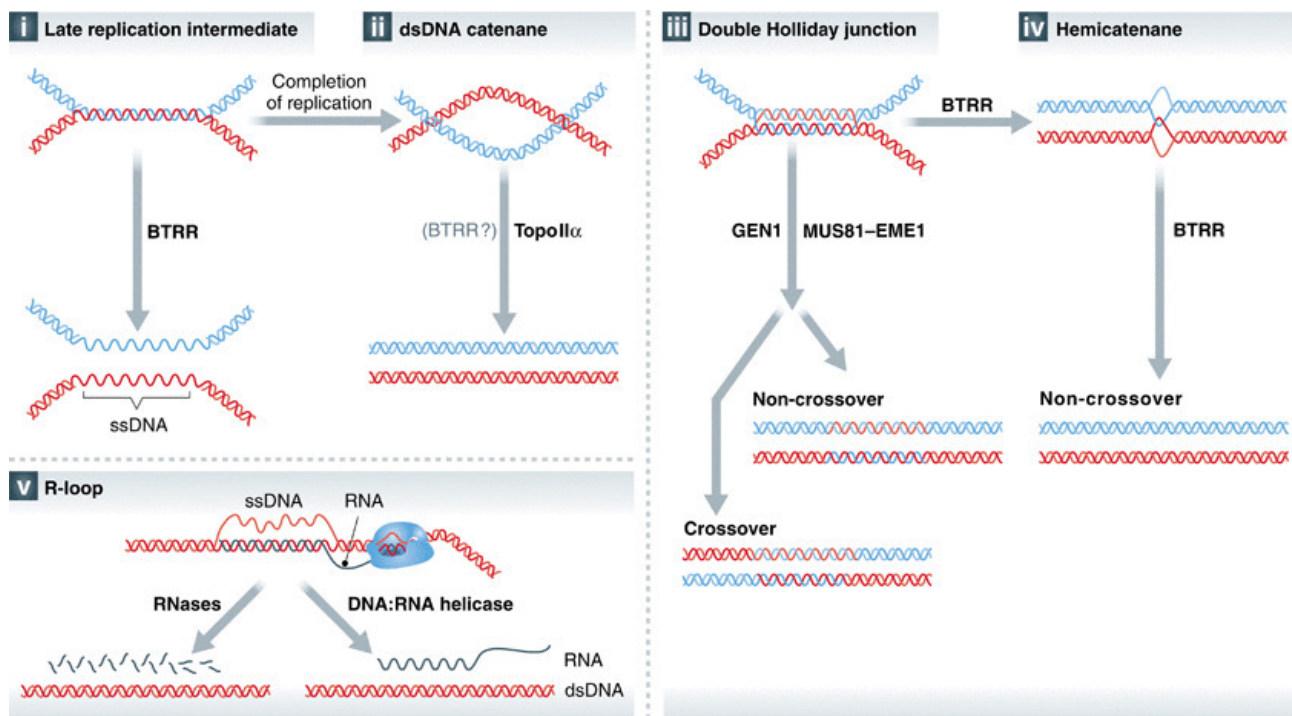 i Late replication intermediate
ii dsDNA catenane
Completion
of replication
BTRR
(BTRR?) TopoIIα
ssDNA
iii Double Holliday junction
iv Hemicatenane
BTRR
GEN1 MUS81–EME1
BTRR
Non-crossover
Non-crossover
Crossover
v R-loop
ssDNA RNA
RNases DNA:RNA helicase
RNA
dsDNA